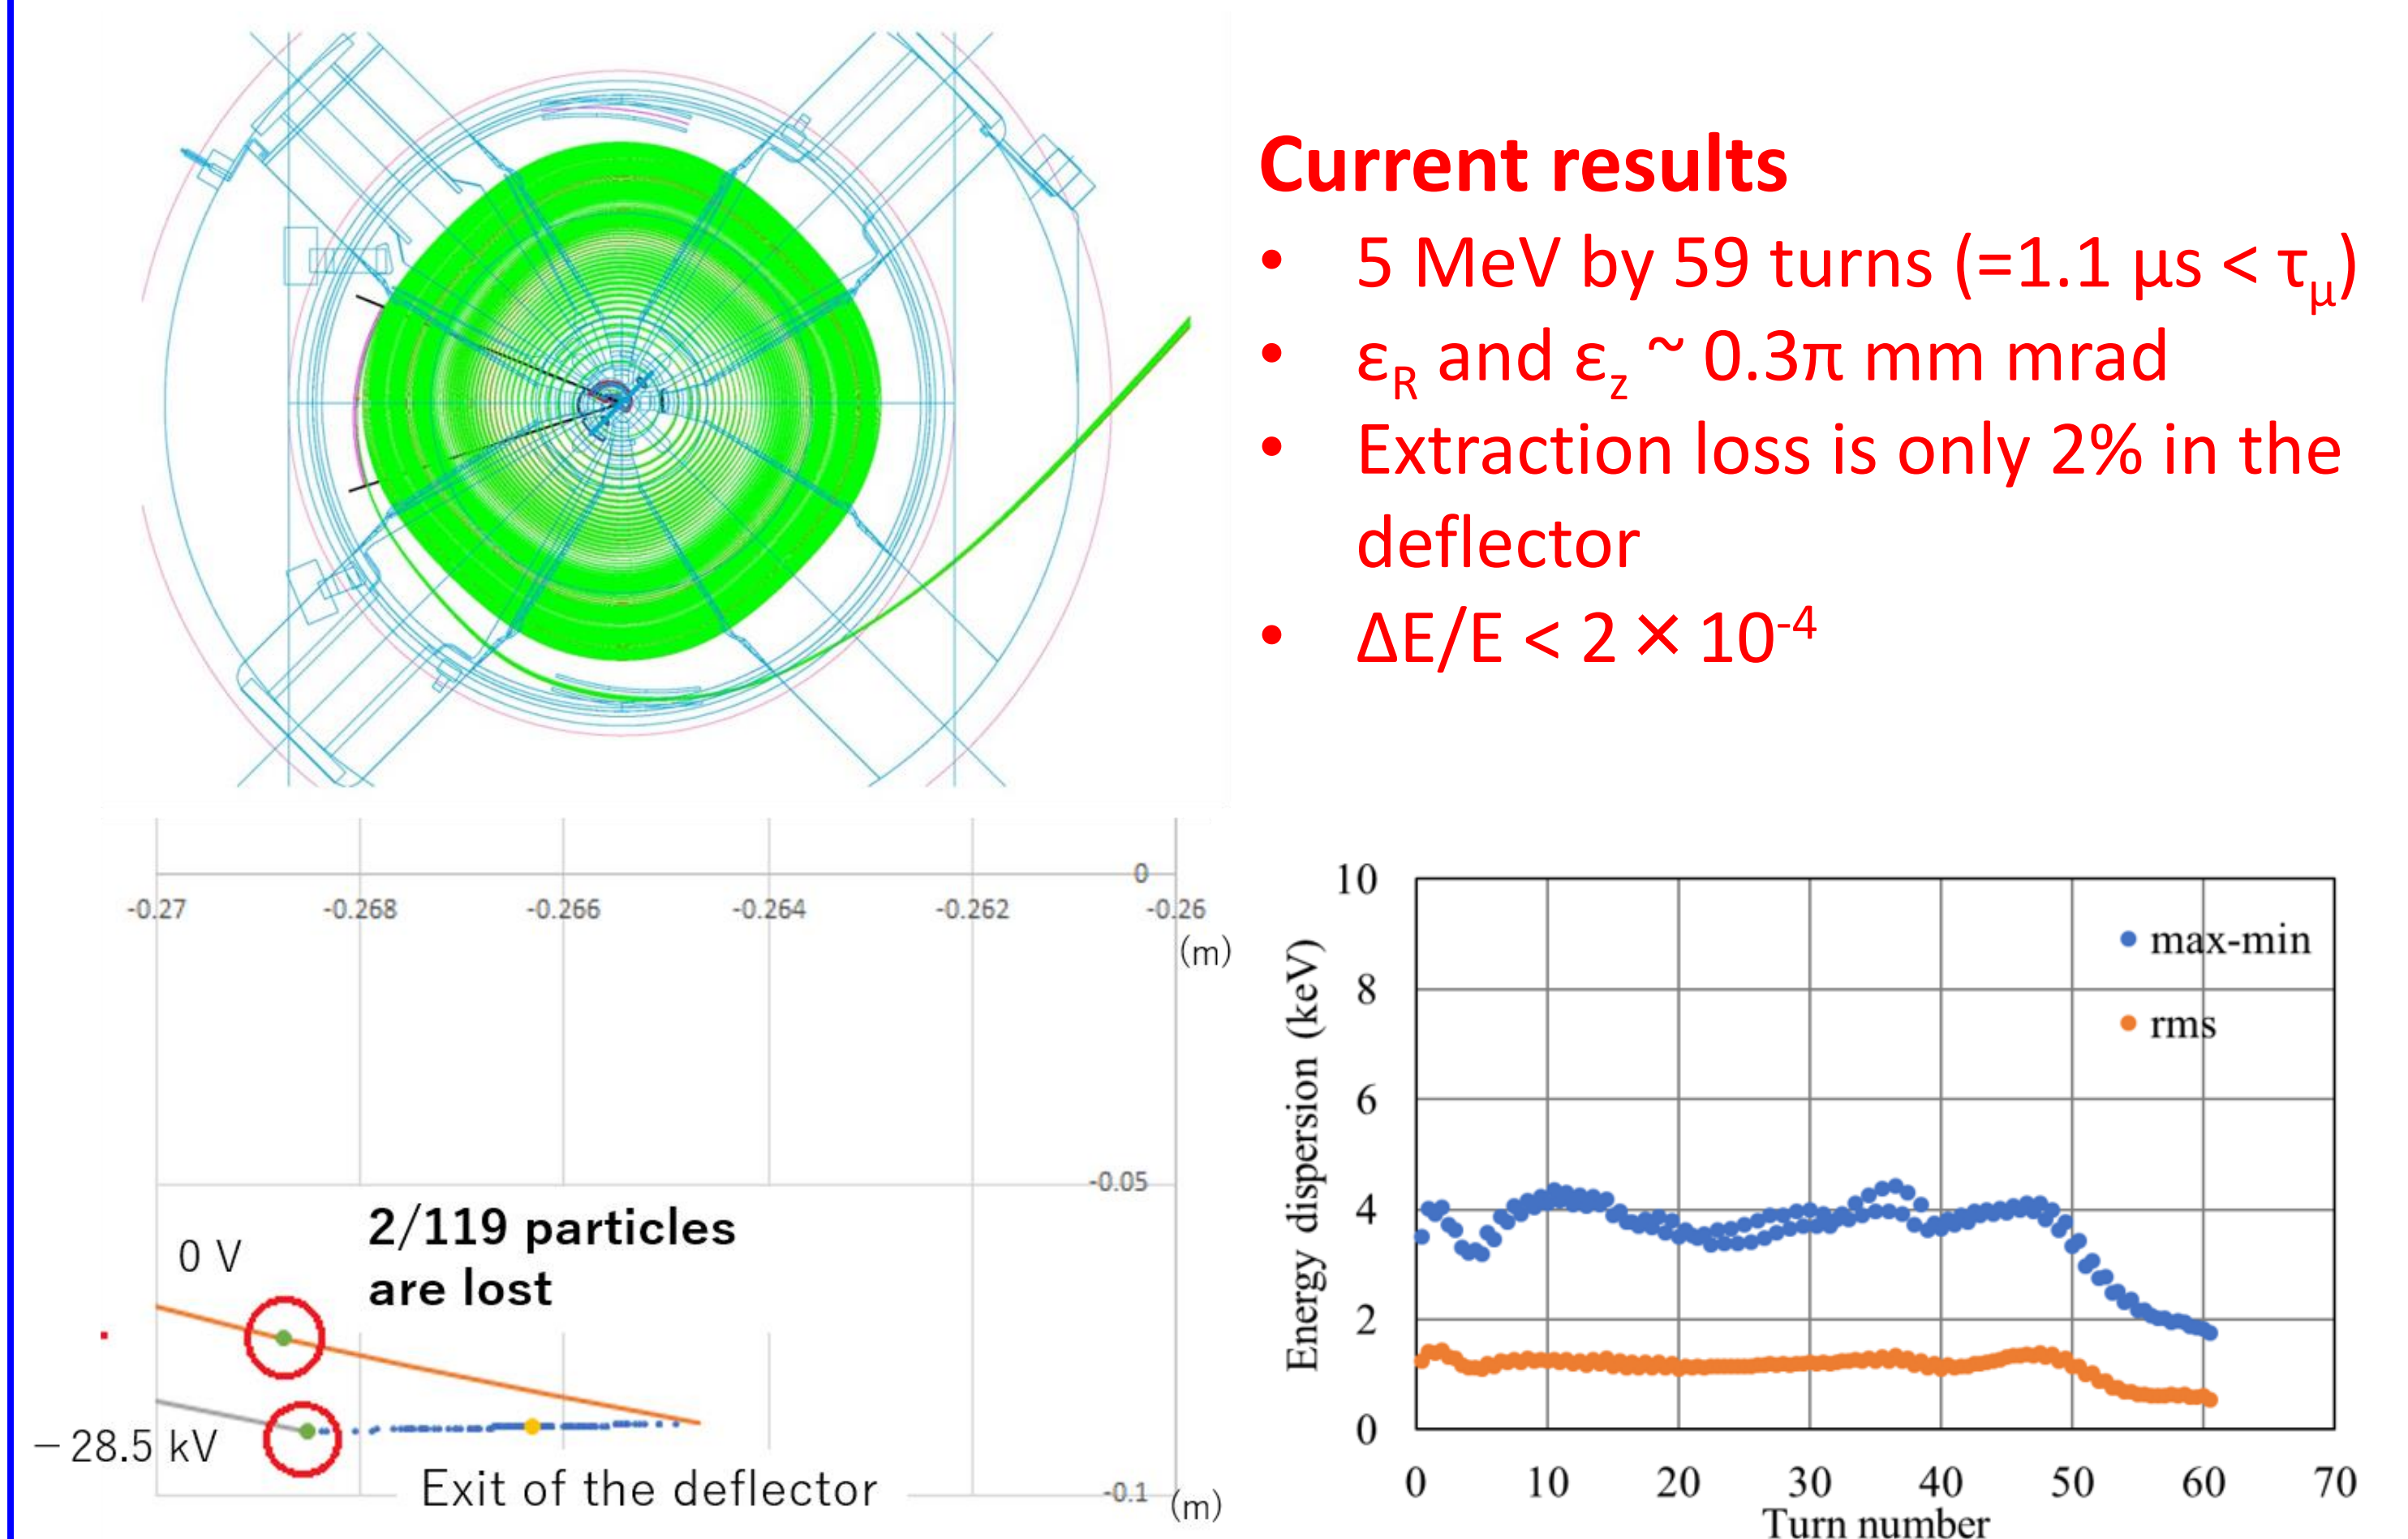 Current results
• 5 MeV by 59 turns (=1.1 μs < τμ)
• εR and εz ~ 0.3π mm mrad
• Extraction loss is only 2% in the
deflector
• ΔE/E < 2 × 10-4
0
-0.27 -0.268 -0.266 -0.264 -0.262 -0.26
(m)
-0.05
2/119 particles
are lost
0 V
−28.5 kV
Exit of the deflector
-0.1 (m)
10
8
6
4
2
0
Energy dispersion (keV)
max-min
rms
0 10 20 30 40 50 60 70
Turn number